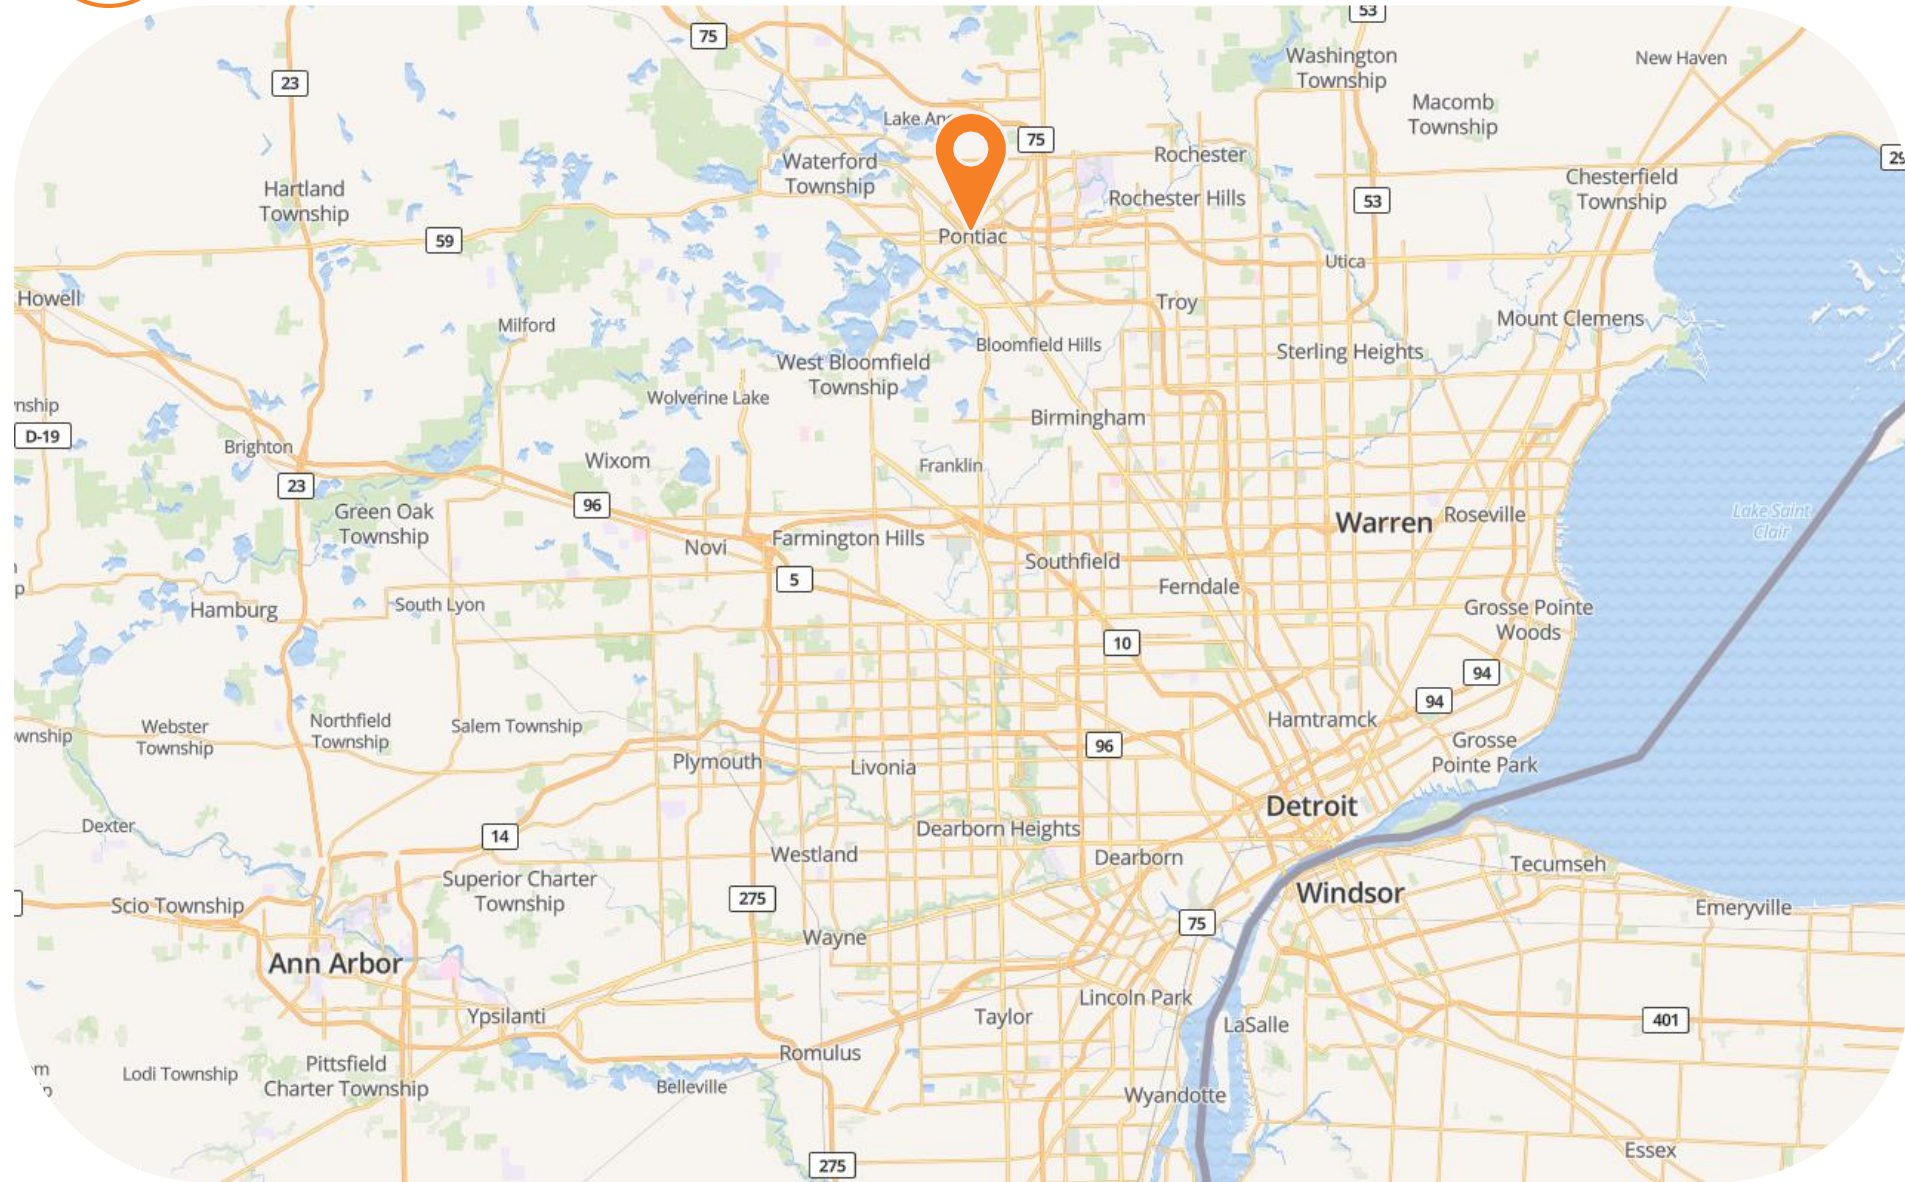 53
75
Washington
Township
New Haven
23
Macomb
Township
Lake
75
29
Rochester
Waterford
Township
Hartland
Township
Chesterfield
Township
Rochester Hills
53
Pontiac
59
Utica
Howell
Troy
Milford
Mount Clemens
Bloomfield Hills
Sterling Heights
West Bloomfield
Township
Wolverine Lake
Birmingham
D-19
Brighton
Wixom
Franklin
23
96
Green Oak
Township
Lake Saint
Clair
Warren
Roseville
Novi
Farmington Hills
Southfield
5
Ferndale
Hamburg
South Lyon
Grosse Pointe
Woods
10
94
94
Hamtramck
Webster
Township
Northfield
Township
Salem Township
96
Grosse
Pointe Park
Plymouth
Livonia
Detroit
Dexter
14
Dearborn Heights
Westland
Dearborn
Tecumseh
Superior Charter
Township
275
Windsor
Scio Township
Emeryville
75
Wayne
Ann Arbor
Lincoln Park
Ypsilanti
Taylor
LaSalle
401
Romulus
Pittsfield
Charter Township
Lodi Township
Belleville
Wyandotte
Essex
275